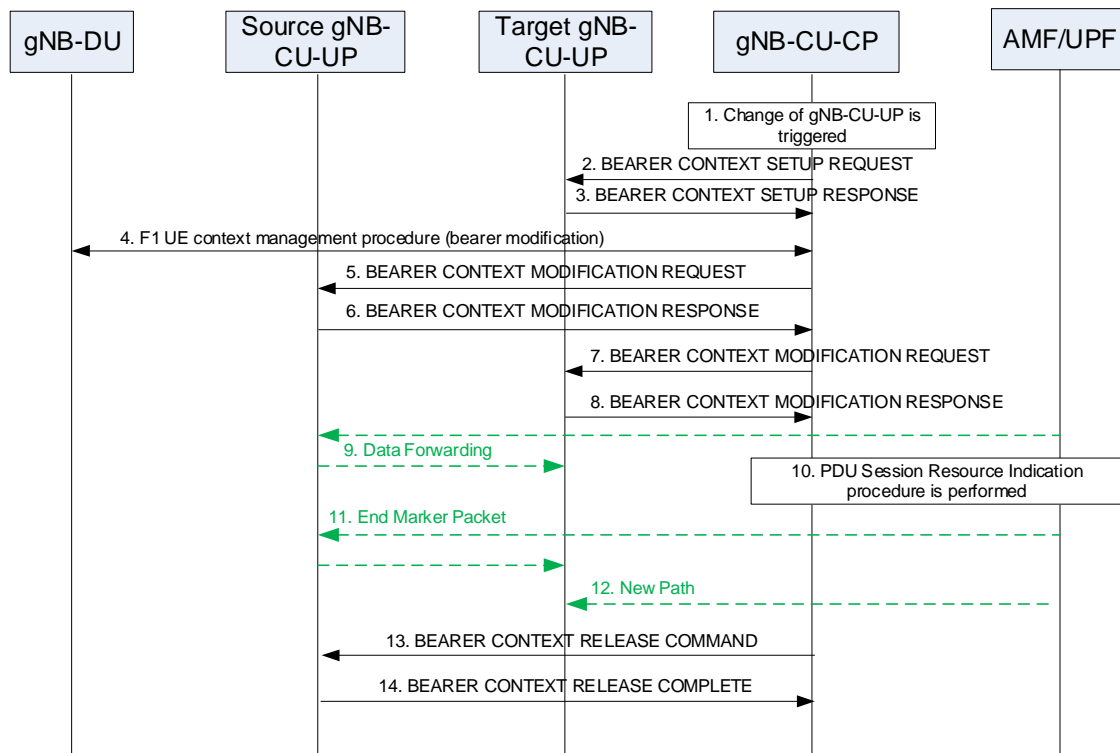 gNB-DU
Source gNB-
CU-UP
Target gNB-
CU-UP
gNB-CU-CP
AMF/UPF
1. Change of gNB-CU-UP is
triggered
2. BEARER CONTEXT SETUP REQUEST
3. BEARER CONTEXT SETUP RESPONSE
4. F1 UE context management procedure (bearer modification)
5. BEARER CONTEXT MODIFICATION REQUEST
6. BEARER CONTEXT MODIFICATION RESPONSE
7. BEARER CONTEXT MODIFICATION REQUEST
8. BEARER CONTEXT MODIFICATION RESPONSE
9. Data Forwarding
10. PDU Session Resource Indication
procedure is performed
11. End Marker Packet
12. New Path
13. BEARER CONTEXT RELEASE COMMAND
14. BEARER CONTEXT RELEASE COMPLETE